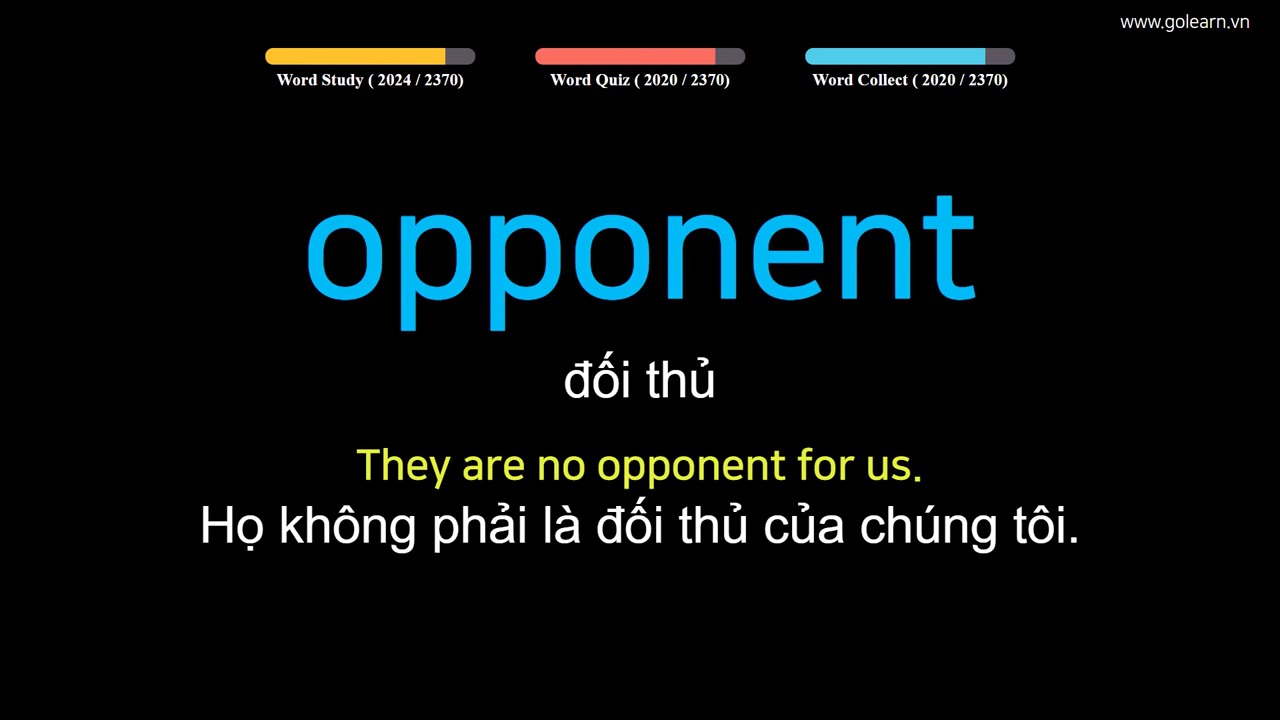 www.golearn.vn
Word Study ( 2024 / 2370)
Word Quiz ( 2020 / 2370)
Word Collect ( 2020 / 2370)
opponent
đối thủ
They are no opponent for us.
Họ không phải là đối thủ của chúng tôi.